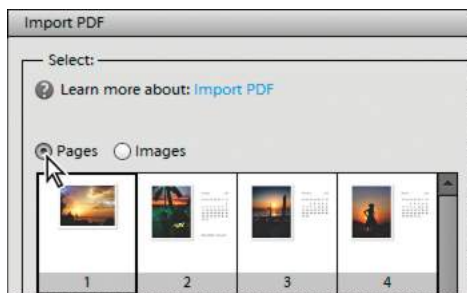 Import PDF
Select:
Learn more about: Import PDF
Pages Images
1 2 3 4